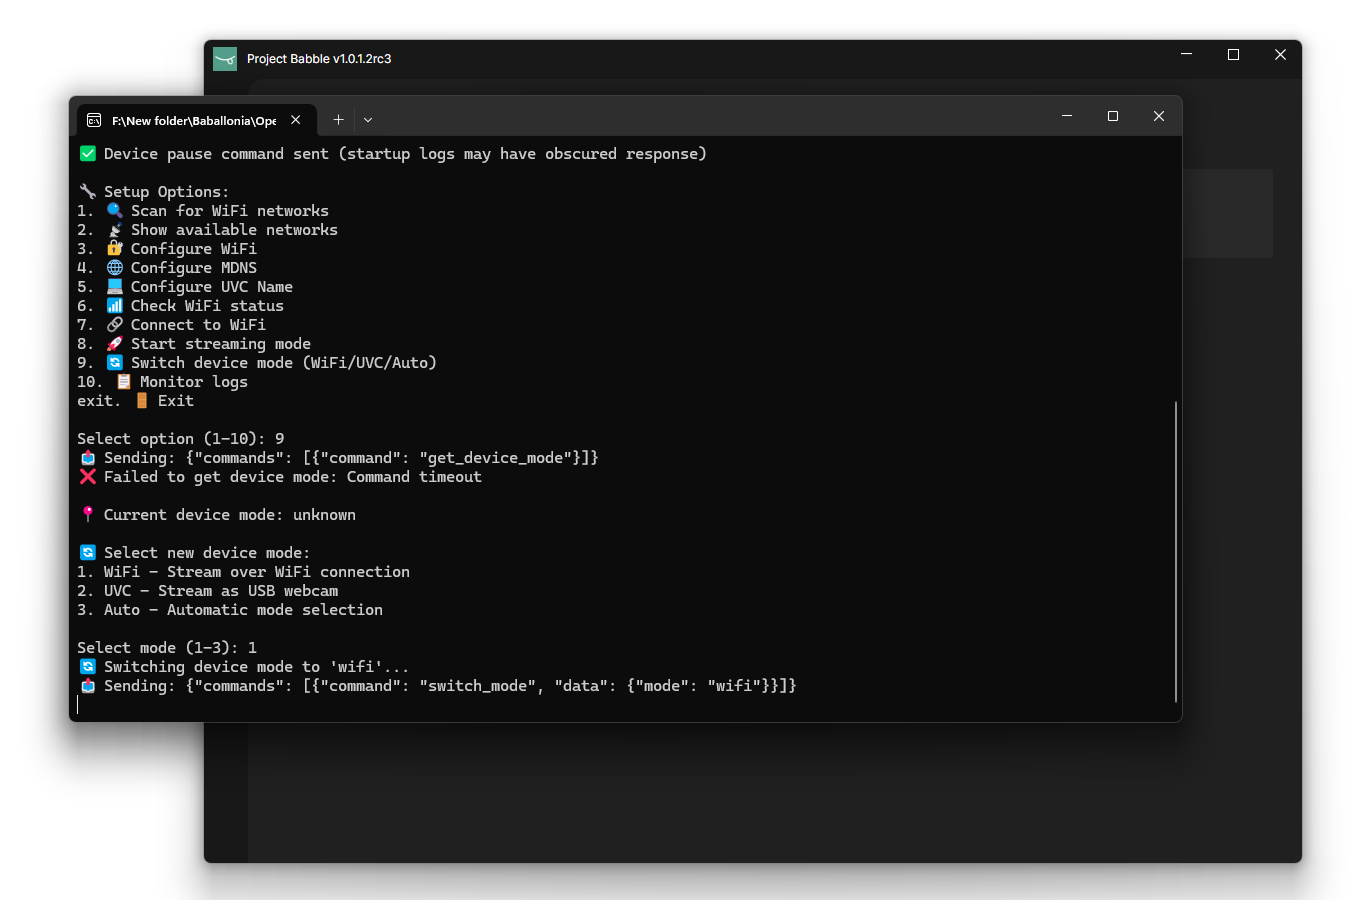 Project Babble v1.0.1.2rc3
F:\New folder\Baballonia\Ope
Device pause command sent (startup logs may have obscured response)
Setup Options:
1. Scan for WiFi networks
2. Show available networks
3. Configure WiFi
4. Configure MDNS
5. Configure UVC Name
6. Check WiFi status
7. Connect to WiFi
8. Start streaming mode
9. Switch device mode (WiFi/UVC/Auto)
10. Monitor logs
exit. Exit
Select option (1-10): 9
Sending: {"commands": [{"command": "get_device_mode"}]}
Failed to get device mode: Command timeout
Current device mode: unknown
Select new device mode:
1. WiFi - Stream over WiFi connection
2. UVC - Stream as USB webcam
3. Auto - Automatic mode selection
Select mode (1-3): 1
Switching device mode to 'wifi'...
Sending: {"commands": [{"command": "switch_mode", "data": {"mode": "wifi"}}]}